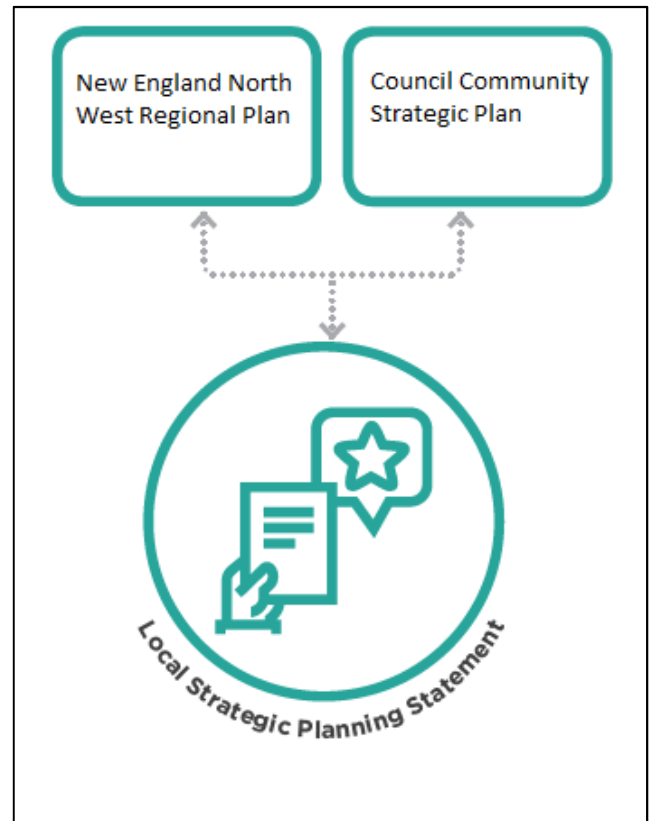 New England North
West Regional Plan
Council Community
Strategic Plan
Local Strategic Planning Statement